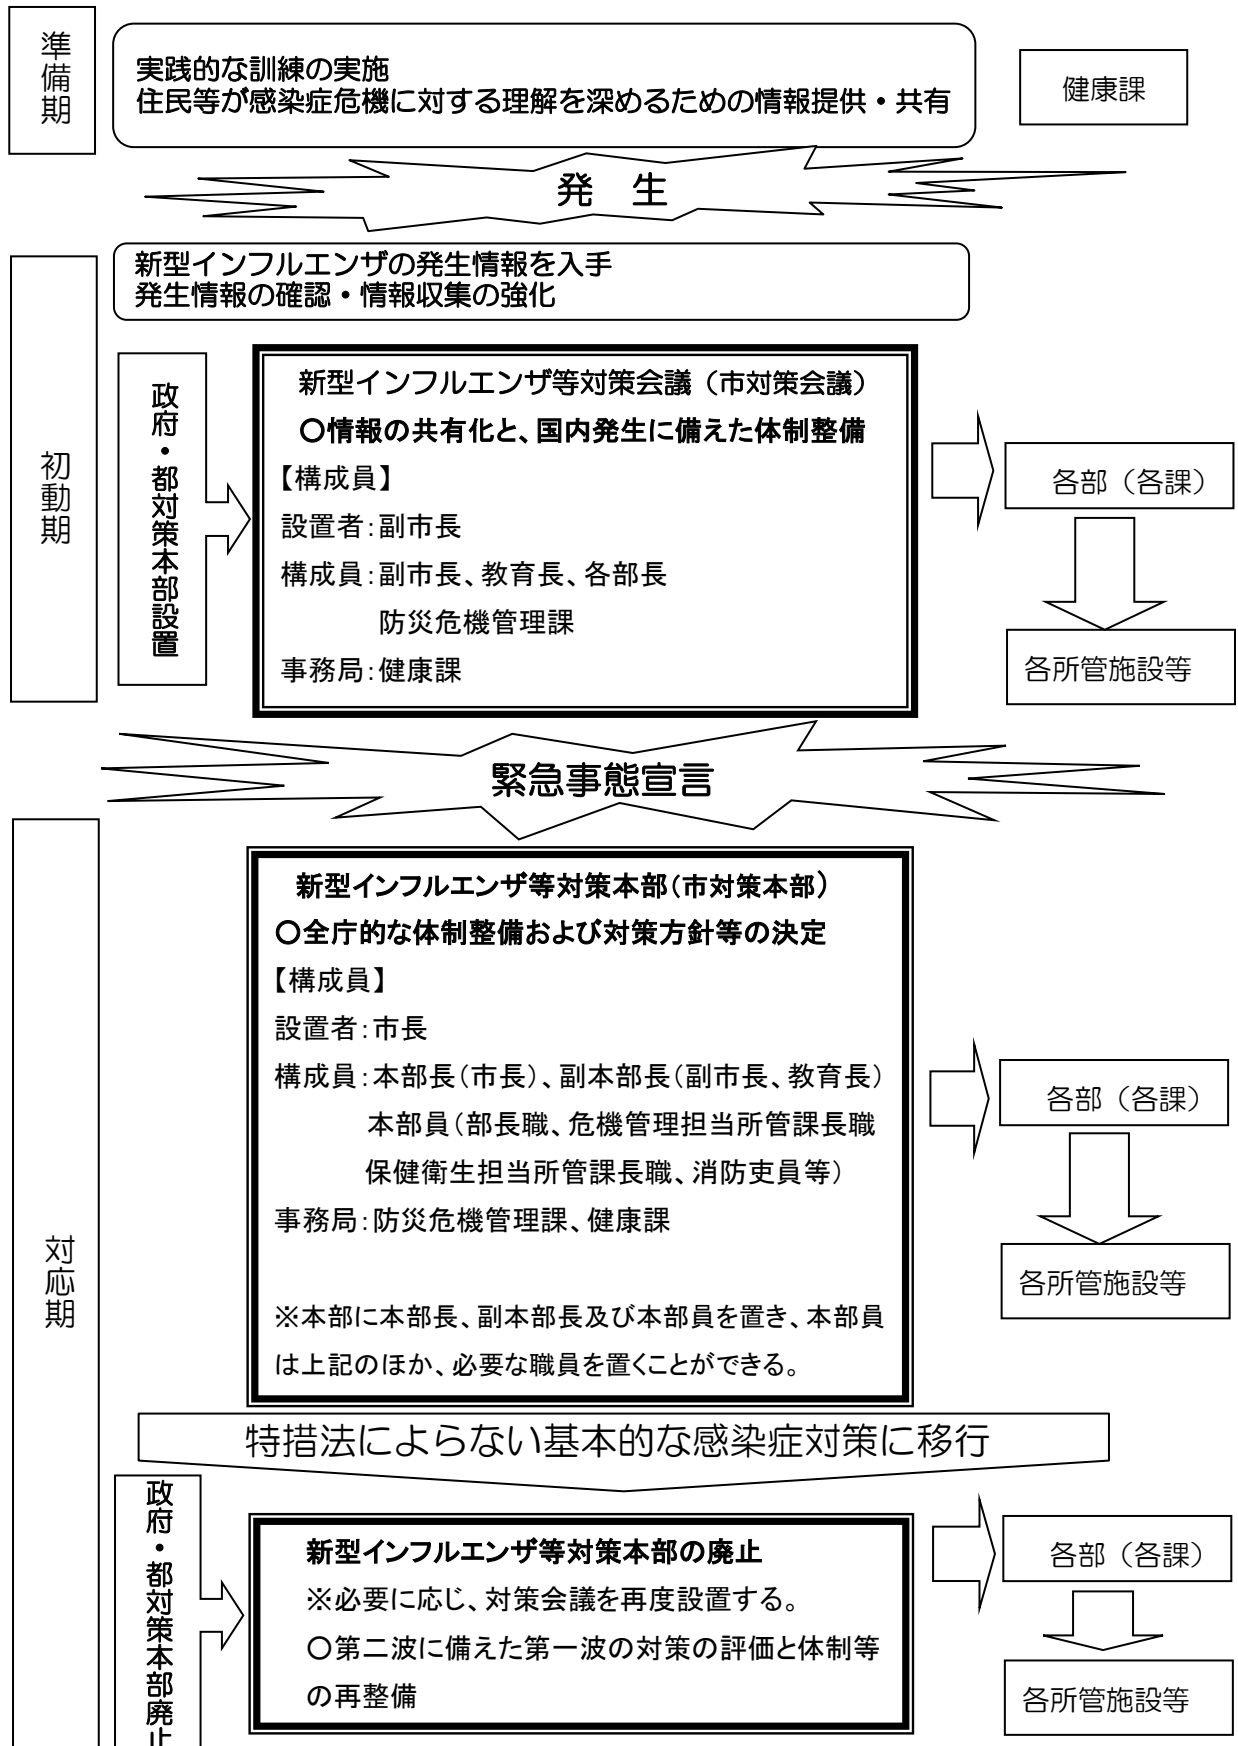 準備期
実践的な訓練の実施
住民等が感染症危機に対する理解を深めるための情報提供・共有
健康課
発　生
初動期
新型インフルエンザの発生情報を入手
発生情報の確認・情報収集の強化
政府・都対策本部設置
新型インフルエンザ等対策会議（市対策会議）
○情報の共有化と、国内発生に備えた体制整備
【構成員】
設置者：副市長
構成員：副市長、教育長、各部長
防災危機管理課
事務局：健康課
各部（各課）
各所管施設等
緊急事態宣言
対応期
新型インフルエンザ等対策本部（市対策本部）
○全庁的な体制整備および対策方針等の決定
【構成員】
設置者：市長
構成員：本部長（市長）、副本部長（副市長、教育長）
本部員（部長職、危機管理担当所管課長職
保健衛生担当所管課長職、消防吏員等）
事務局：防災危機管理課、健康課
※本部に本部長、副本部長及び本部員を置き、本部員
は上記のほか、必要な職員を置くことができる。
各部（各課）
各所管施設等
特措法によらない基本的な感染症対策に移行
政府・都対策本部廃止
新型インフルエンザ等対策本部の廃止
※必要に応じ、対策会議を再度設置する。
○第二波に備えた第一波の対策の評価と体制等
の再整備
各部（各課）
各所管施設等